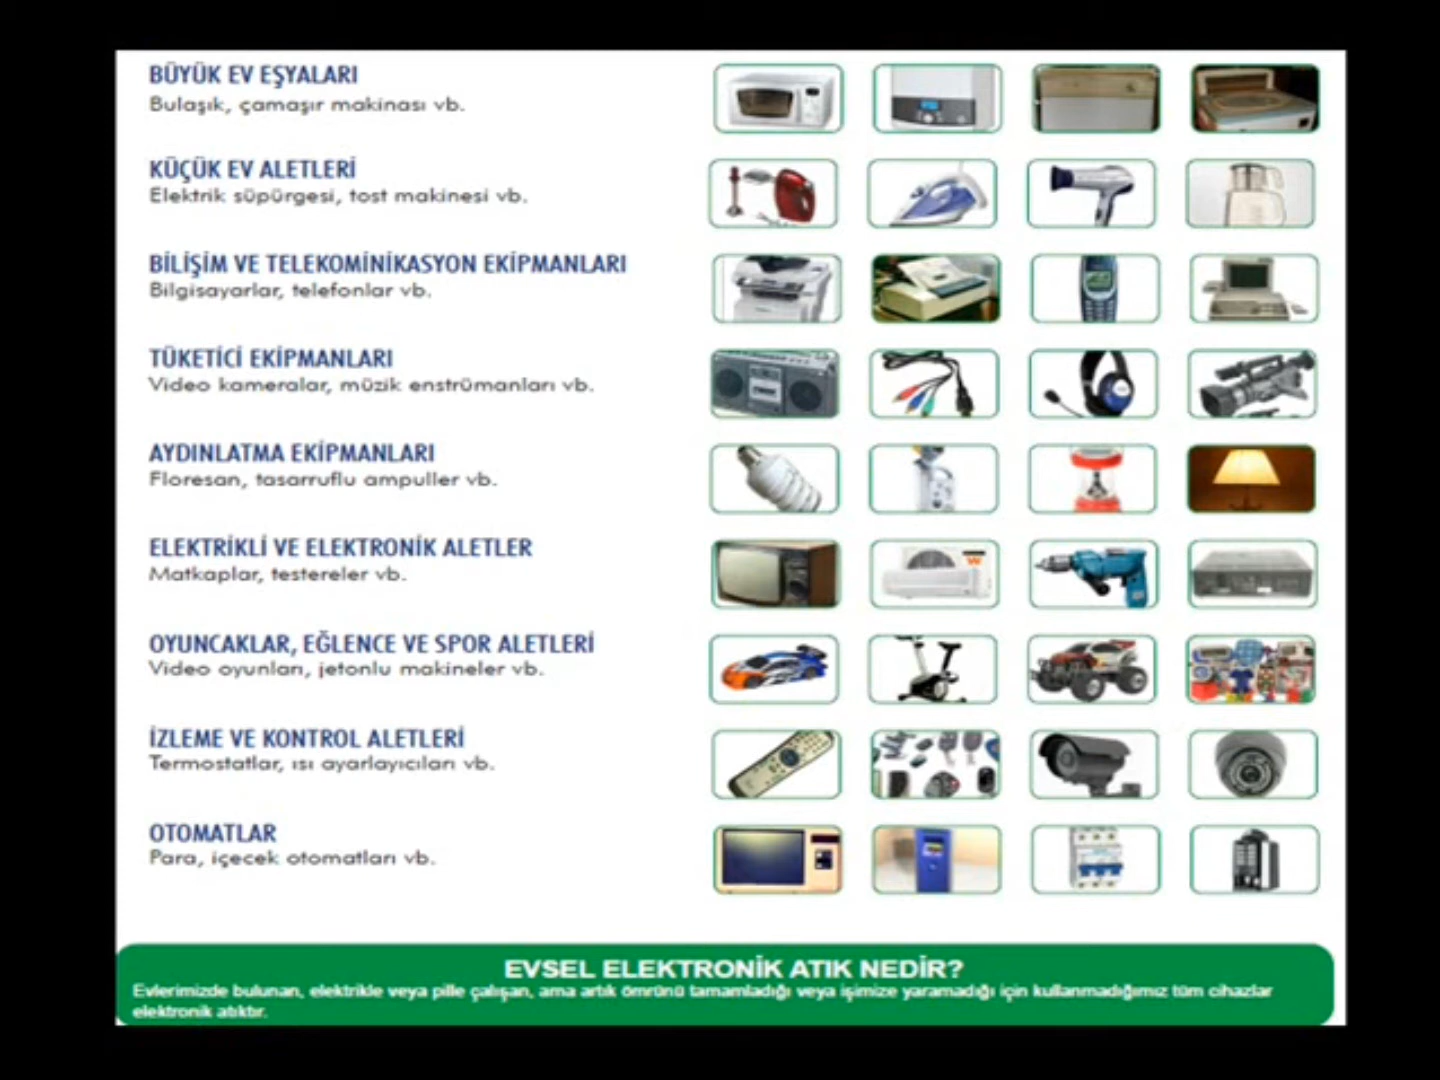 BÜYÜK EV EŞYALARI
Bulaşık, çamaşır makinası vb.
KÜÇÜK EV ALETLERİ
Elektrik süpürgesi, tost makinesi vb.
BİLİŞİM VE TELEKOMİNİKASYON EKİPMANLARI
Bilgisayarlar, telefonlar vb.
TÜKETİCİ EKİPMANLARI
Video kameralar, müzik enstrümanları vb.
AYDINLATMA EKİPMANLARI
Floresan, tasarruflu ampuller vb.
ELEKTRİKLİ VE ELEKTRONİK ALETLER
Matkaplar, testereler vb.
OYUNCAKLAR, EĞLENCE VE SPOR ALETLERİ
Video oyunları, jetonlu makineler vb.
İZLEME VE KONTROL ALETLERİ
Termostatlar, ısı ayarlayıcıları vb.
OTOMATLAR
Para, içecek otomatları vb.
EVSEL ELEKTRONİK ATIK NEDİR?
Evlerimizde bulunan, elektrikle veya pille çalışan, ama artık ömrünü tamamladığı veya işimize yaramadığı için kullanmadığımız tüm cihazlar
elektronik atıktır.